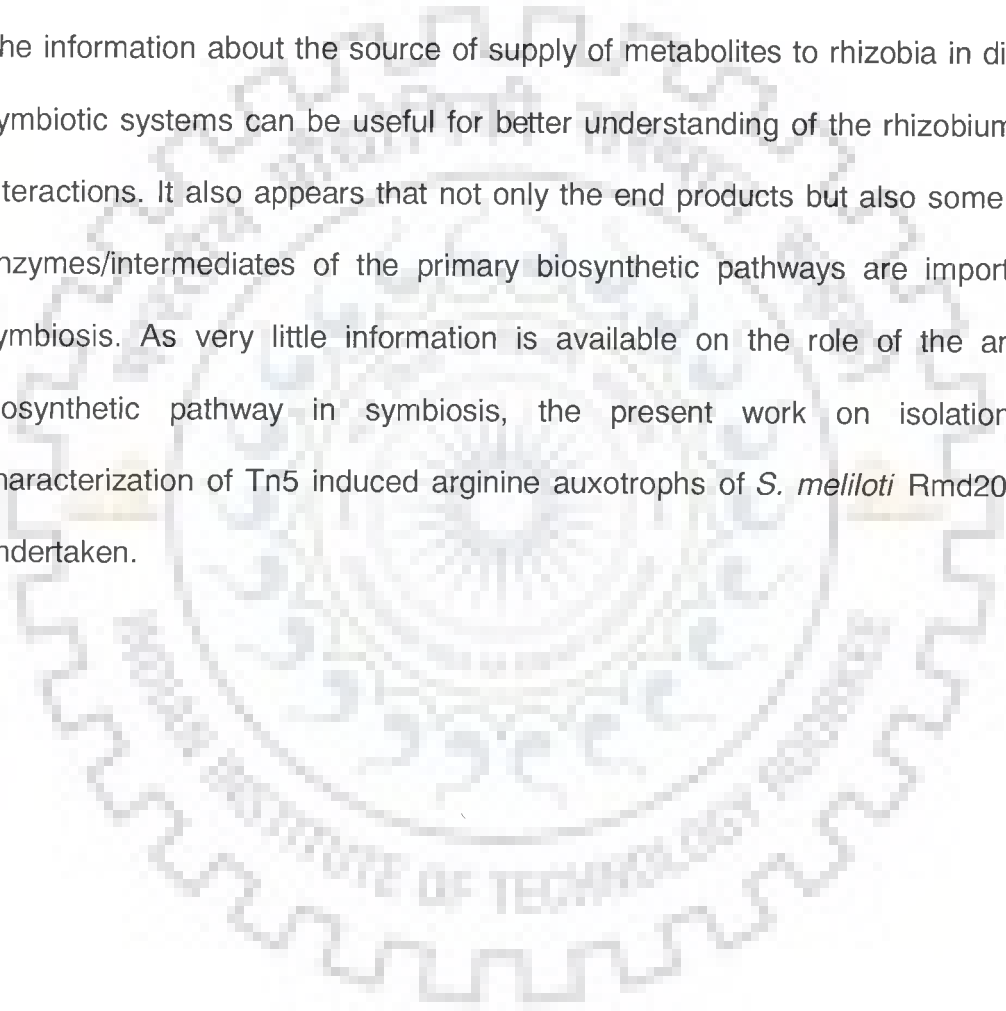 he information about the source of supply of metabolites to rhizobia in di
ymbiotic systems can be useful for better understanding of the rhizobium
teractions. It also appears that not only the end products but also some
nzymes/intermediates of the primary biosynthetic pathways are import
ymbiosis. As very little information is available on the role of the ar
osynthetic pathway in symbiosis, the present work on isolation
haracterization of Tn5 induced arginine auxotrophs of S. meliloti Rmd20
ndertaken.
INSTITUTE OF TECHNOLOGY